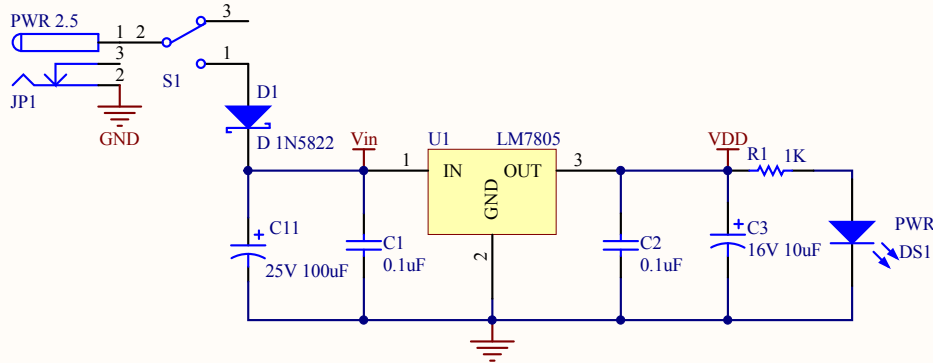 PWR 2.5
3
1
2
3
1
2
S1
JP1
GND
D1
D 1N5822
Vin
U1
LM7805
VDD
1
IN
OUT
3
R1
1K
GND
2
C11
25V 100uF
C1
0.1uF
C2
0.1uF
C3
16V 10uF
PWR
DS1